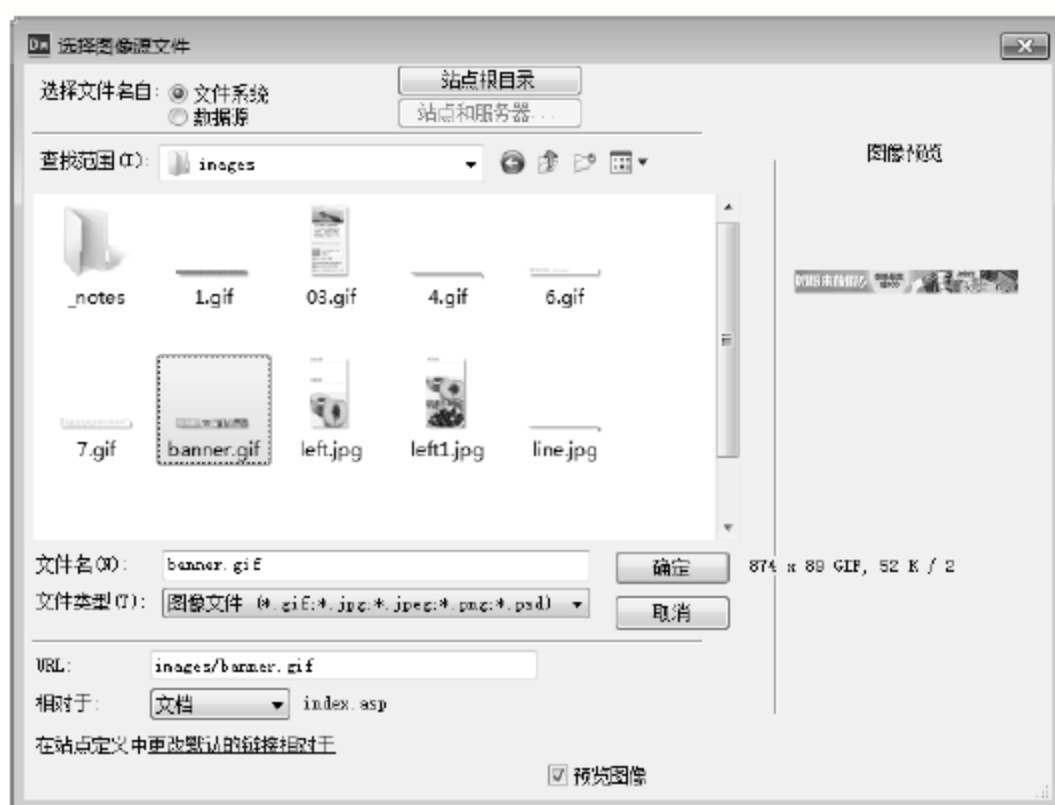 Dw 选择图像源文件
选择文件名自: 文件系统 站点根目录
数据源 站点和服务器...
查找范围(I): images
图像预览
_notes 1.gif 03.gif 4.gif 6.gif
7.gif banner.gif left.jpg left1.jpg line.jpg
文件名(N): banner.gif 确定 874 x 89 GIF, 52 K / 2
文件类型(T): 图像文件 (*.gif;*.jpg;*.jpeg;*.png;*.psd) 取消
URL: images/banner.gif
相对于: 文档 index.asp
在站点定义中更改默认的链接相对于
预览图像